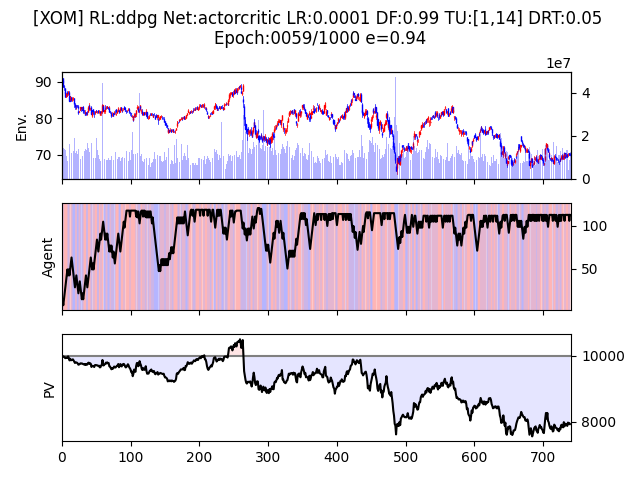 [XOM] RL:ddpg Net:actorcritic LR:0.0001 DF:0.99 TU:[1,14] DRT:0.05
Epoch:0059/1000 e=0.94
1e7
90
80
70
Env.
4
2
0
Agent
100
50
PV
10000
8000
0 100 200 300 400 500 600 700